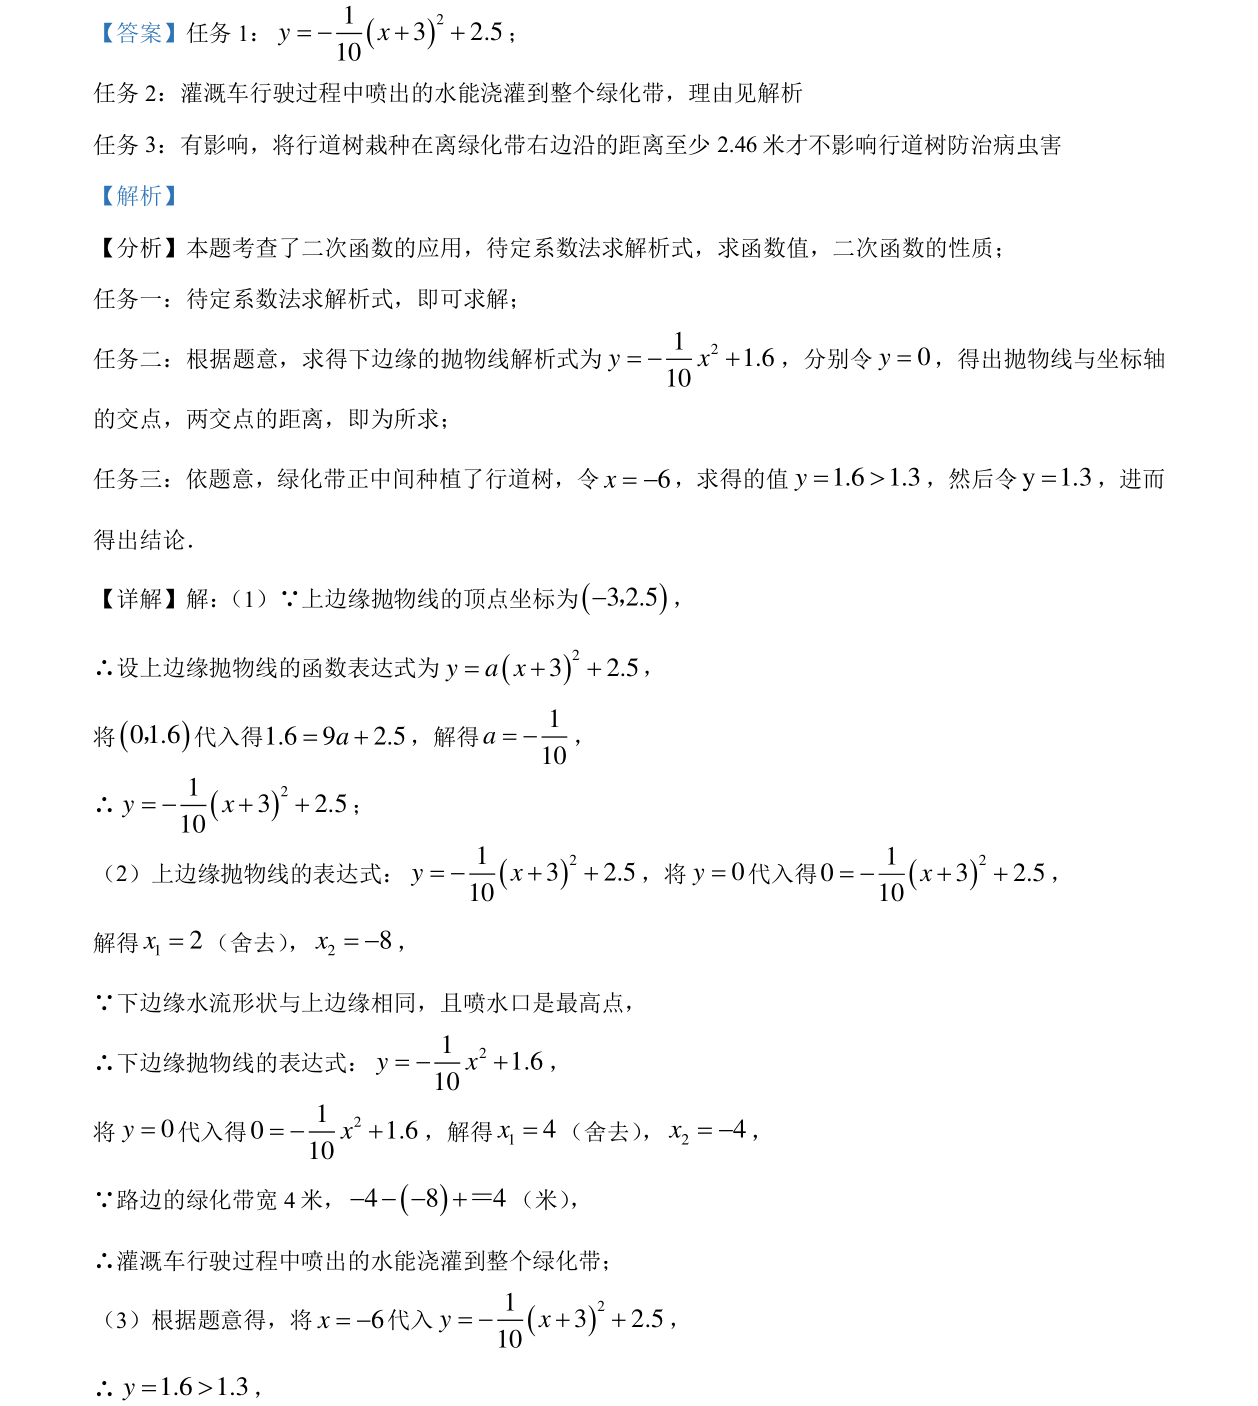 【答案】任务 1：y = −1/10(x+3)² + 2.5；
任务 2：灌溉车行驶过程中喷出的水能浇灌到整个绿化带，理由见解析
任务 3：有影响，将行道树栽种在离绿化带右边沿的距离至少 2.46 米才不影响行道树防治病虫害
【解析】
【分析】本题考查了二次函数的应用，待定系数法求解析式，求函数值，二次函数的性质；
任务一：待定系数法求解析式，即可求解；
任务二：根据题意，求得下边缘的抛物线解析式为 y = −1/10 x² +1.6，分别令 y = 0，得出抛物线与坐标轴
的交点，两交点的距离，即为所求；
任务三：依题意，绿化带正中间种植了行道树，令 x = −6，求得的值 y =1.6 >1.3，然后令 y =1.3，进而
得出结论．
【详解】解：（1）∵上边缘抛物线的顶点坐标为(−3,2.5)，
∴设上边缘抛物线的函数表达式为 y = a(x+3)² + 2.5，
将(0,1.6)代入得1.6 = 9a + 2.5，解得 a = −1/10，
∴ y = −1/10(x+3)² + 2.5；
（2）上边缘抛物线的表达式：y = −1/10(x+3)² + 2.5，将 y = 0代入得0 = −1/10(x+3)² + 2.5，
解得 x₁ = 2（舍去），x₂ = −8，
∵下边缘水流形状与上边缘相同，且喷水口是最高点，
∴下边缘抛物线的表达式：y = −1/10 x² +1.6，
将 y = 0代入得0 = −1/10 x² +1.6，解得 x₁ = 4（舍去），x₂ = −4，
∵路边的绿化带宽 4 米，−4−(−8)+=4（米），
∴灌溉车行驶过程中喷出的水能浇灌到整个绿化带；
（3）根据题意得，将 x = −6代入 y = −1/10(x+3)² + 2.5，
∴ y =1.6 >1.3，